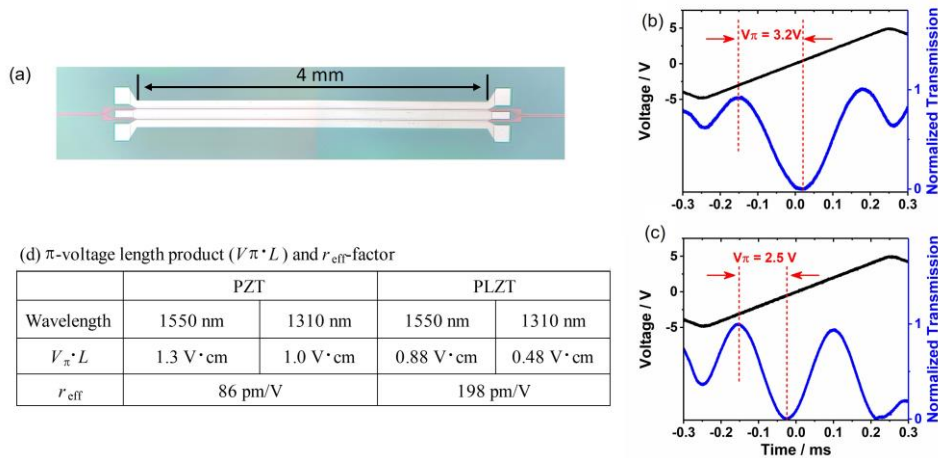 (a)
4 mm
(b)
Vπ = 3.2V
5
0
-5
Voltage / V
1
0
Normalized Transmission
-0.3 -0.2 -0.1 0.0 0.1 0.2 0.3
(c)
Vπ = 2.5 V
5
0
-5
Voltage / V
1
0
Normalized Transmission
-0.3 -0.2 -0.1 0.0 0.1 0.2 0.3
Time / ms
(d) π-voltage length product (Vπ·L) and reff-factor
PZT PLZT
Wavelength 1550 nm 1310 nm 1550 nm 1310 nm
Vπ·L 1.3 V·cm 1.0 V·cm 0.88 V·cm 0.48 V·cm
reff 86 pm/V 198 pm/V